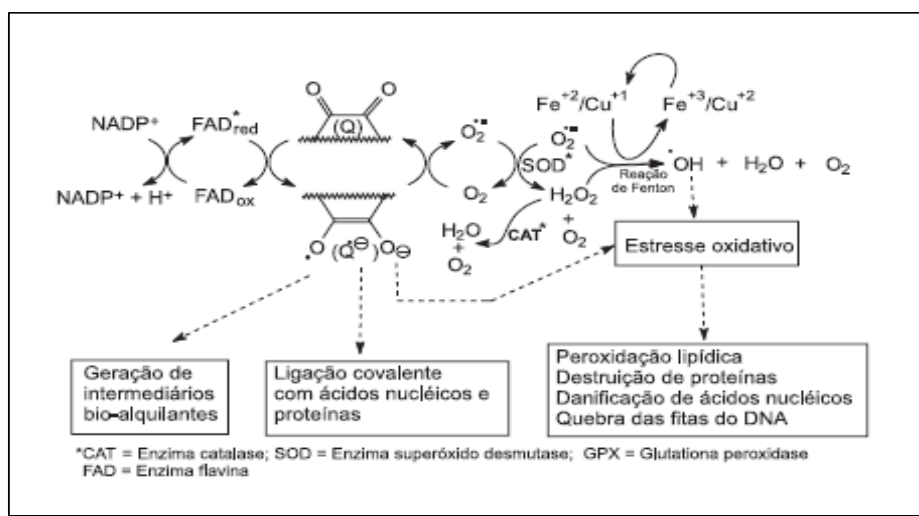 NADP+
FAD*red
O O
(Q)
O2•-
Fe+2/Cu+1
Fe+3/Cu+2
O2•-
SOD*
•OH + H2O + O2
Reação
de Fenton
NADP+ + H+
FADox
O2
H2O2
+
O2
H2O
+
O2
CAT*
•O (Q•⊖) O⊖
Estresse oxidativo
Geração de
intermediários
bio-alquilantes
Ligação covalente
com ácidos nucléicos e
proteínas
Peroxidação lipídica
Destruição de proteínas
Danificação de ácidos nucléicos
Quebra das fitas do DNA
*CAT = Enzima catalase; SOD = Enzima superóxido desmutase; GPX = Glutationa peroxidase
FAD = Enzima flavina